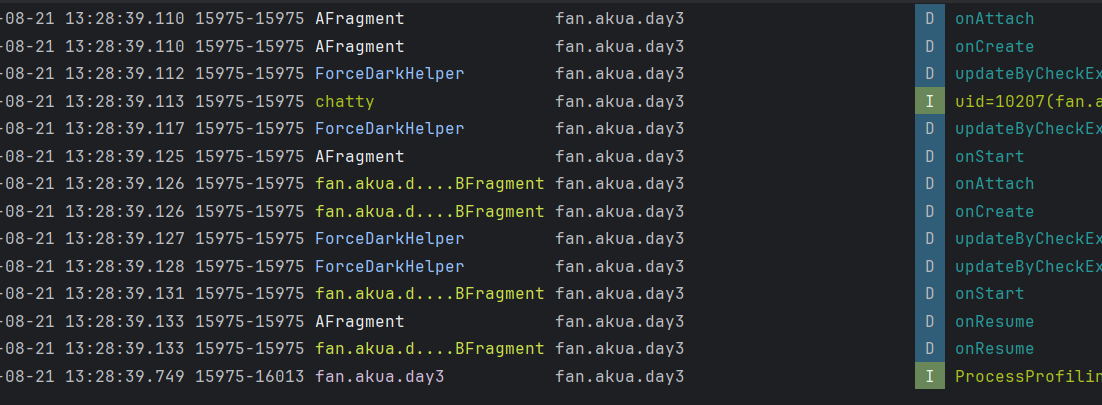 -08-21 13:28:39.110 15975-15975 AFragment fan.akua.day3 D onAttach
-08-21 13:28:39.110 15975-15975 AFragment fan.akua.day3 D onCreate
-08-21 13:28:39.112 15975-15975 ForceDarkHelper fan.akua.day3 D updateByCheckEx
-08-21 13:28:39.113 15975-15975 chatty fan.akua.day3 I uid=10207(fan.a
-08-21 13:28:39.117 15975-15975 ForceDarkHelper fan.akua.day3 D updateByCheckEx
-08-21 13:28:39.125 15975-15975 AFragment fan.akua.day3 D onStart
-08-21 13:28:39.126 15975-15975 fan.akua.d....BFragment fan.akua.day3 D onAttach
-08-21 13:28:39.126 15975-15975 fan.akua.d....BFragment fan.akua.day3 D onCreate
-08-21 13:28:39.127 15975-15975 ForceDarkHelper fan.akua.day3 D updateByCheckEx
-08-21 13:28:39.128 15975-15975 ForceDarkHelper fan.akua.day3 D updateByCheckEx
-08-21 13:28:39.131 15975-15975 fan.akua.d....BFragment fan.akua.day3 D onStart
-08-21 13:28:39.133 15975-15975 AFragment fan.akua.day3 D onResume
-08-21 13:28:39.133 15975-15975 fan.akua.d....BFragment fan.akua.day3 D onResume
-08-21 13:28:39.749 15975-16013 fan.akua.day3 fan.akua.day3 I ProcessProfilin